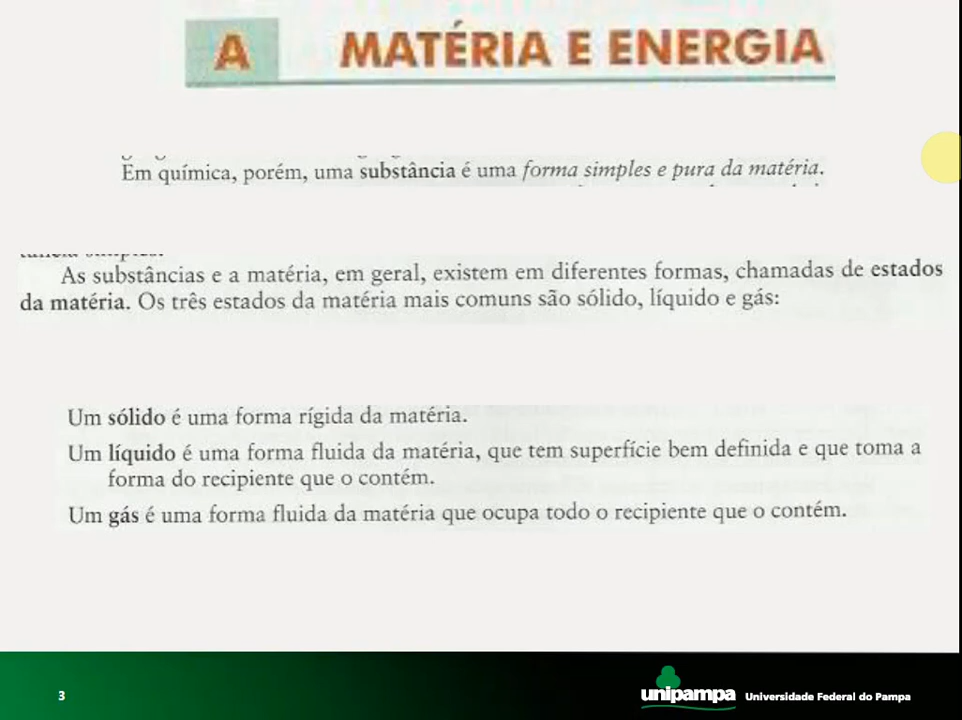 A MATÉRIA E ENERGIA
Em química, porém, uma substância é uma forma simples e pura da matéria.
As substâncias e a matéria, em geral, existem em diferentes formas, chamadas de estados
da matéria. Os três estados da matéria mais comuns são sólido, líquido e gás:
Um sólido é uma forma rígida da matéria.
Um líquido é uma forma fluida da matéria, que tem superfície bem definida e que toma a
forma do recipiente que o contém.
Um gás é uma forma fluida da matéria que ocupa todo o recipiente que o contém.
3
unipampa Universidade Federal do Pampa